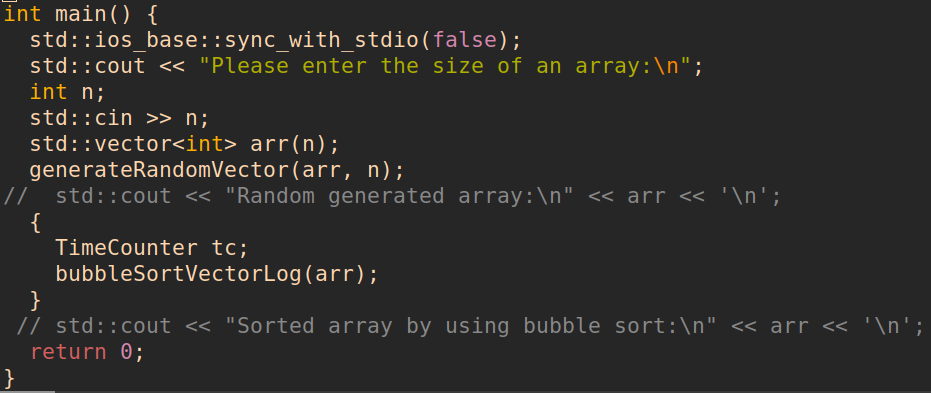 int main() {
  std::ios_base::sync_with_stdio(false);
  std::cout << "Please enter the size of an array:\n";
  int n;
  std::cin >> n;
  std::vector<int> arr(n);
  generateRandomVector(arr, n);
//  std::cout << "Random generated array:\n" << arr << '\n';
  {
    TimeCounter tc;
    bubbleSortVectorLog(arr);
  }
 // std::cout << "Sorted array by using bubble sort:\n" << arr << '\n';
  return 0;
}